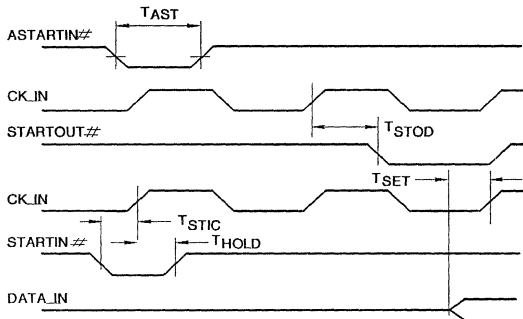 TAST
ASTARTIN#
CK_IN
TSTOD
STARTOUT#
TSET
CK_IN
TSTIC
THOLD
STARTIN#
DATA_IN